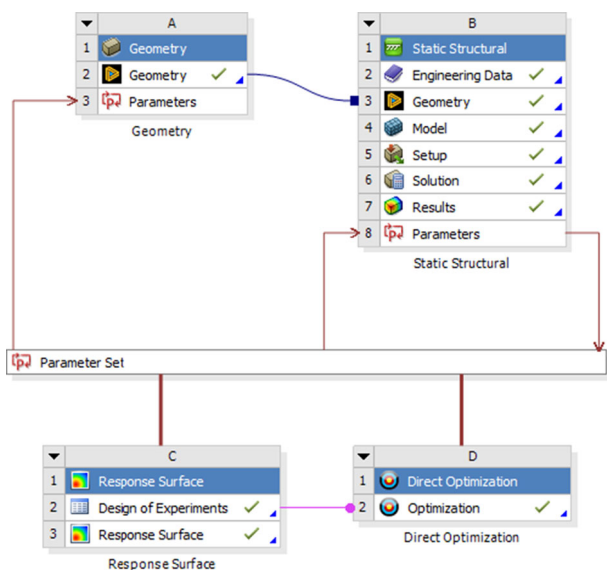 A
1 Geometry
2 Geometry
3 Parameters
Geometry
B
1 Static Structural
2 Engineering Data
3 Geometry
4 Model
5 Setup
6 Solution
7 Results
8 Parameters
Static Structural
Parameter Set
C
1 Response Surface
2 Design of Experiments
3 Response Surface
Response Surface
D
1 Direct Optimization
2 Optimization
Direct Optimization